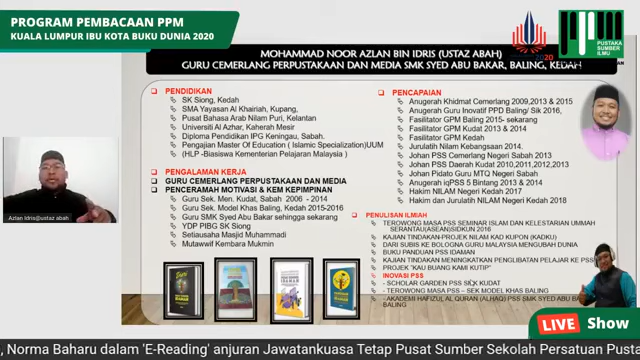 PROGRAM PEMBACAAN PPM
KUALA LUMPUR IBU KOTA BUKU DUNIA 2020
2020
PUSTAKA
SUMBER
ILMU
MOHAMMAD NOOR AZLAN BIN IDRIS (USTAZ ABAH)
GURU CEMERLANG PERPUSTAKAAN DAN MEDIA SMK SYED ABU BAKAR, BALING, KEDAH
PENDIDIKAN
SK Siong, Kedah
SMA Yayasan Al Khairiah, Kupang,
Pusat Bahasa Arab Nilam Puri, Kelantan
Universiti Al Azhar, Kaherah Mesir
Diploma Pendidikan IPG Keningau, Sabah.
Pengajian Master Of Education ( Islamic Specialization)UUM
(HLP -Biasiswa Kementerian Pelajaran Malaysia )
PENGALAMAN KERJA
GURU CEMERLANG PERPUSTAKAAN DAN MEDIA
PENCERAMAH MOTIVASI & KEM KEPIMPINAN
Guru Sek. Men. Kudat, Sabah 2006 - 2014
Guru Sek. Model Khas Baling, Kedah 2015-2016
Guru SMK Syed Abu Bakar sehingga sekarang
YDP PIBG SK Siong
Setiausaha Masjid Muhammadi
Mutawwif Kembara Mukmin
PENCAPAIAN
Anugerah Khidmat Cemerlang 2009,2013 & 2015
Anugerah Guru Inovatif PPD Baling/ Sik 2016,
Fasilitator GPM Baling 2015- sekarang
Fasilitator GPM Kudat 2013 & 2014
Fasilitator GPM Kedah
Jurulatih Nilam Kebangsaan 2014.
Johan PSS Cemerlang Negeri Sabah 2013
Johan PSS Daerah Kudat 2010,2011,2012,2013
Johan Pidato Guru MTQ Negeri Sabah
Anugerah iqPSS 5 Bintang 2013 & 2014
Hakim NILAM Negeri Kedah 2017
Hakim dan Jurulatih NILAM Negeri Kedah 2018
PENULISAN ILMIAH
TEROWONG MASA PSS SEMINAR ISLAM DAN KELESTARIAN UMMAH
SERANTAU(ASEAN)SIDKUN 2016
KAJIAN TINDAKAN-PROJEK NILAM KAD KUPON (KADKU)
DARI SUBIS KE BOLOGNA GURU MALAYSIA MENGUBAH DUNIA
BUKU PANDUAN PSS IDAMAN
KAJIAN TINDAKAN MENINGKATKAN PENGLIBATAN PELAJAR KE PSS
PROJEK "KAU BUANG KAMI KUTIP"
INOVASI PSS
- SCHOLAR GARDEN PSS SEK KUDAT
- TEROWONG MASA PSS – SEK MODEL KHAS BALING
- AKADEMI HAFIZUL AL QURAN (ALHAQ) PSS SMK SYED ABU BAKAR
BALING
Azlan Idris@ustaz abah
LIVE Show
, Norma Baharu dalam 'E-Reading' anjuran Jawatankuasa Tetap Pusat Sumber Sekolah Persatuan Pusta